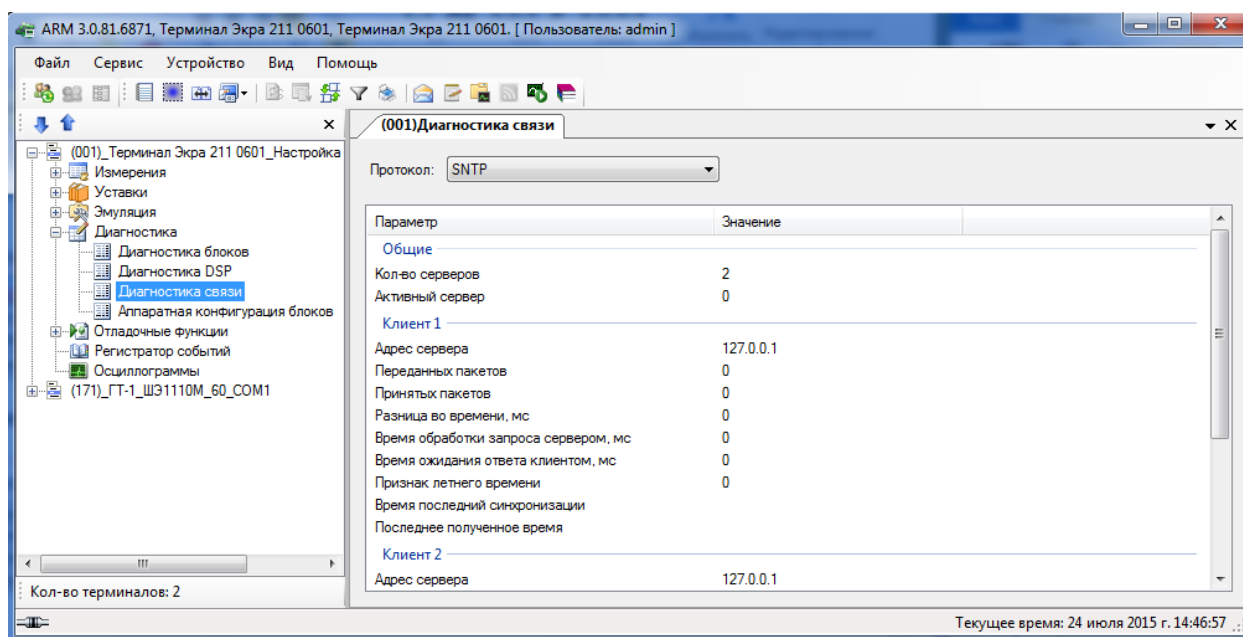 ARM 3.0.81.6871, Терминал Экра 211 0601, Терминал Экра 211 0601. [ Пользователь: admin ]
Файл Сервис Устройство Вид Помощь
(001)_Терминал Экра 211 0601_Настройка
Измерения
Уставки
Эмуляция
Диагностика
Диагностика блоков
Диагностика DSP
Диагностика связи
Аппаратная конфигурация блоков
Отладочные функции
Регистратор событий
Осциллограммы
(171)_ГТ-1_ШЭ1110М_60_COM1
Кол-во терминалов: 2
(001)Диагностика связи
Протокол: SNTP
Параметр Значение
Общие
Кол-во серверов 2
Активный сервер 0
Клиент 1
Адрес сервера 127.0.0.1
Переданных пакетов 0
Принятых пакетов 0
Разница во времени, мс 0
Время обработки запроса сервером, мс 0
Время ожидания ответа клиентом, мс 0
Признак летнего времени 0
Время последний синхронизации
Последнее полученное время
Клиент 2
Адрес сервера 127.0.0.1
Текущее время: 24 июля 2015 г. 14:46:57